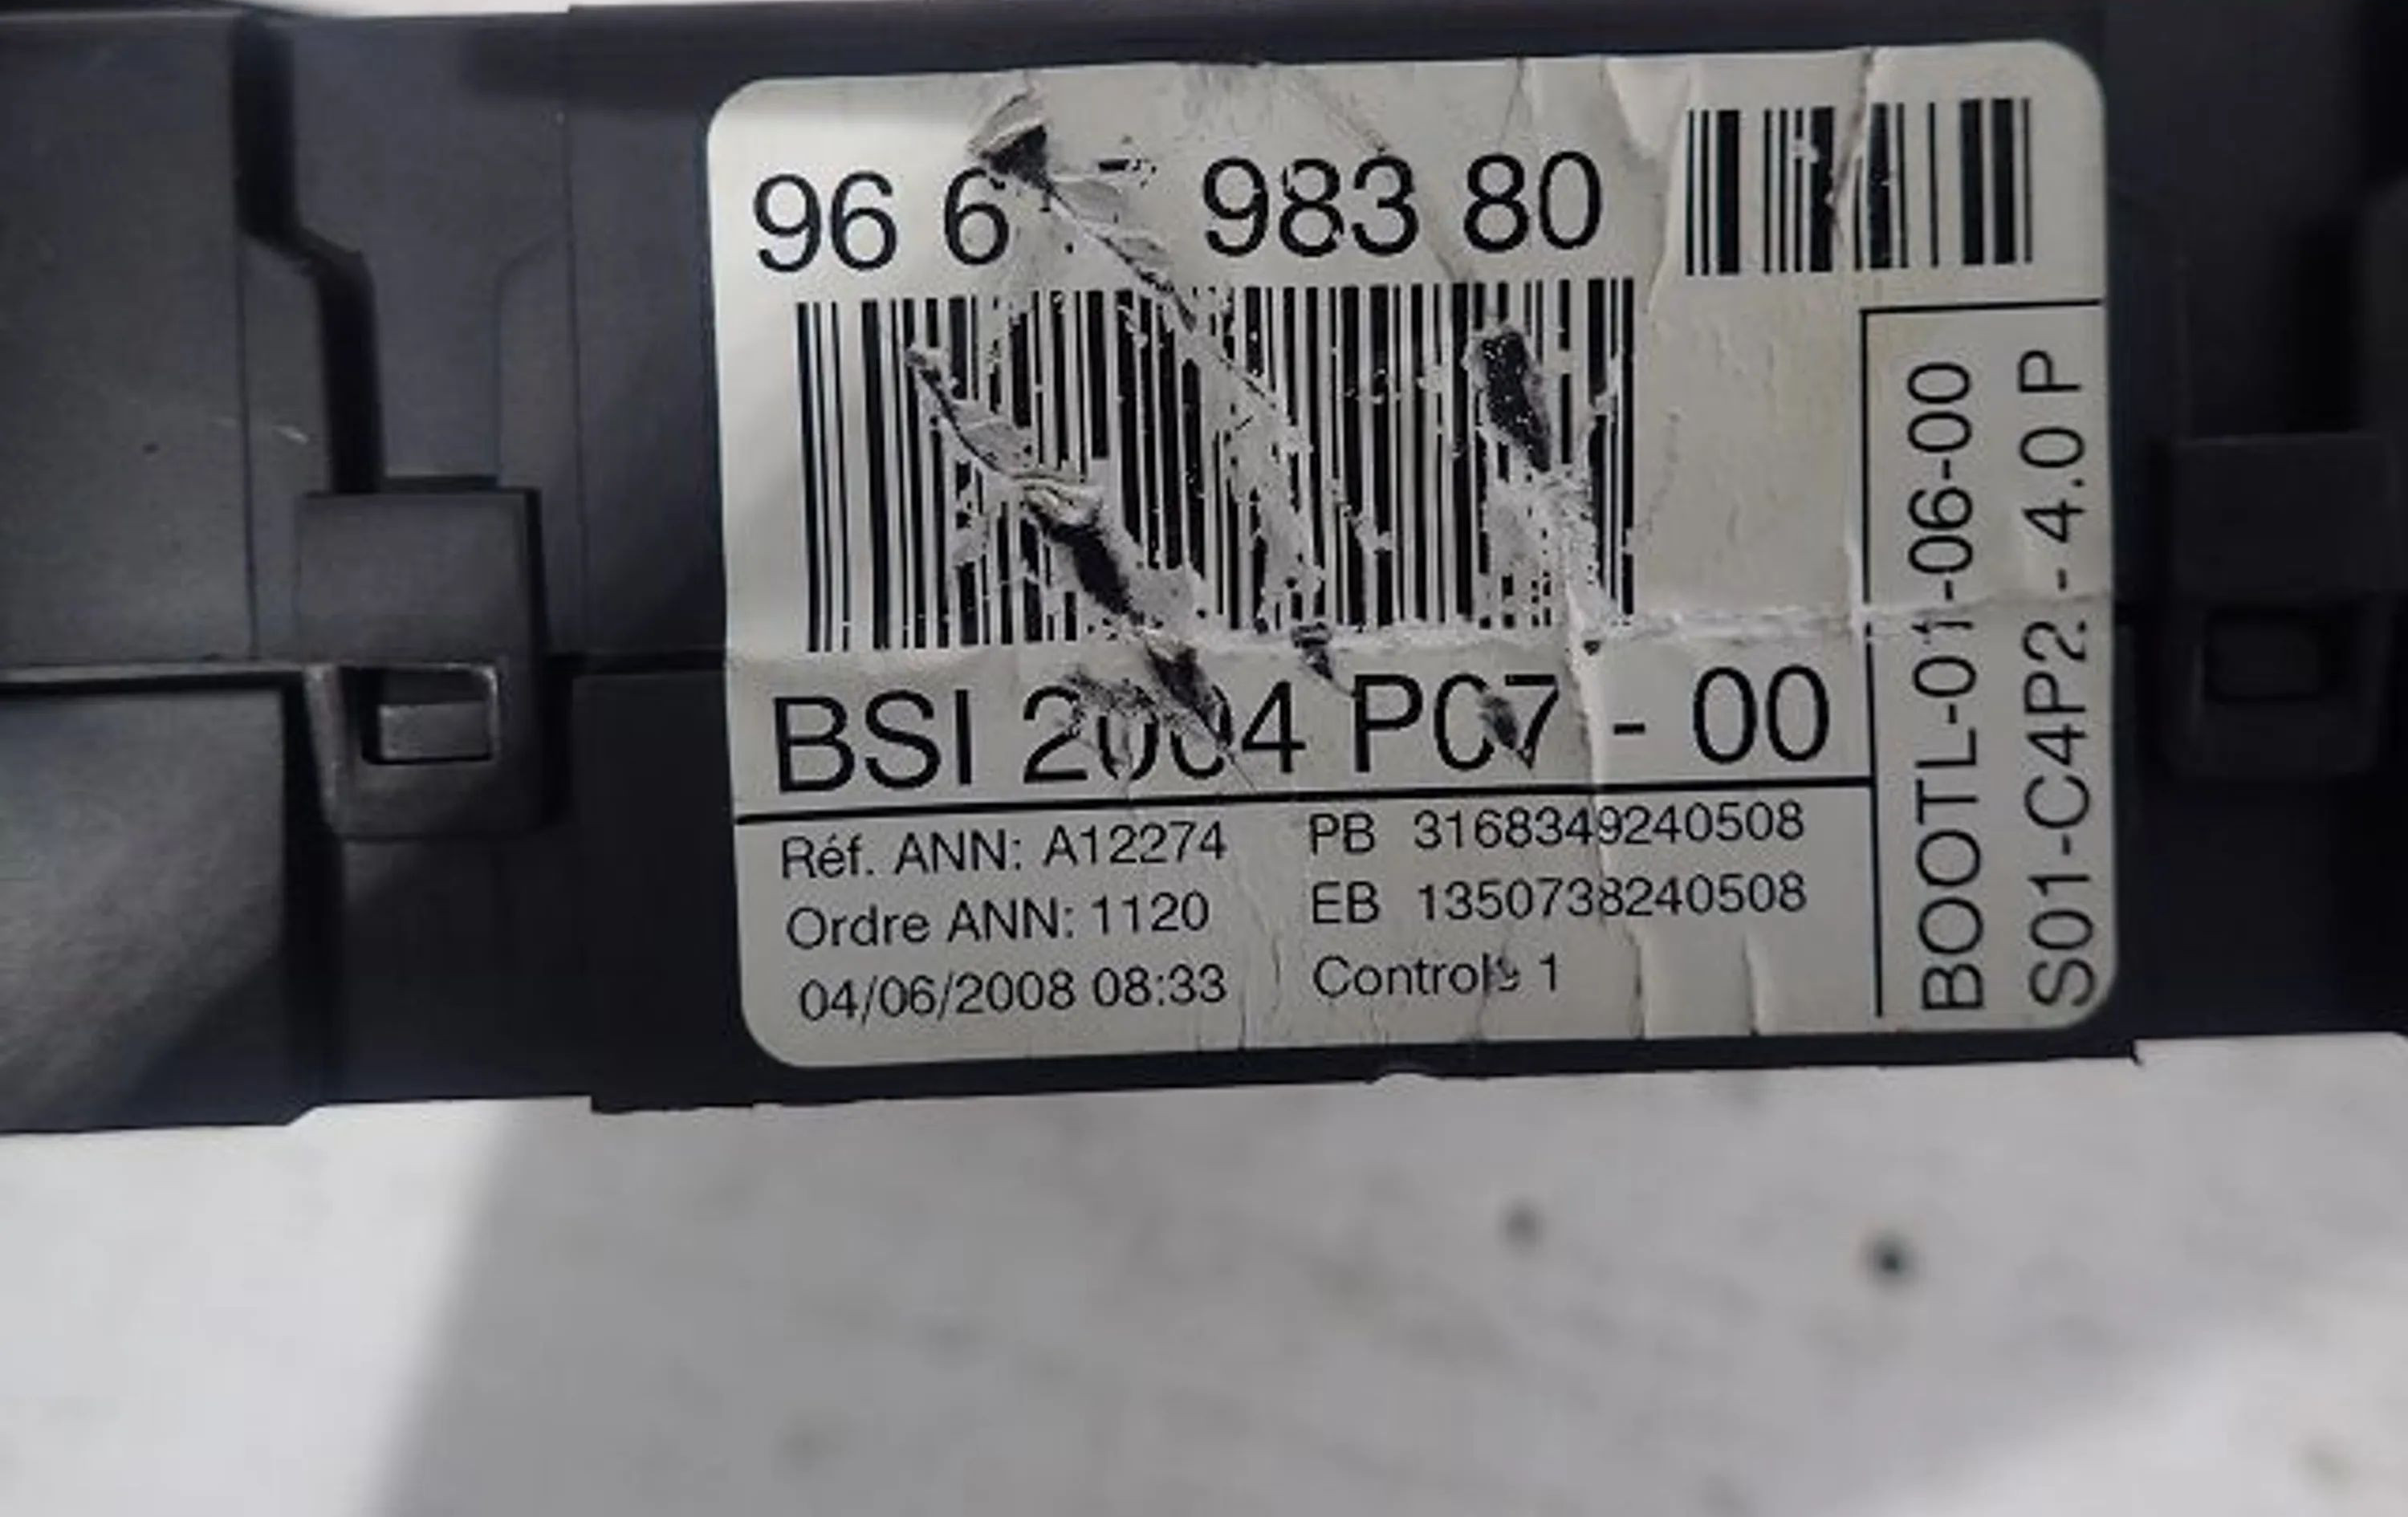 96 6 983 80
BSI 2004 P07 - 00
Réf. ANN: A12274
Ordre ANN: 1120
04/06/2008 08:33
PB 3168349240508
EB 1350738240508
Controle 1
BOOTL-01-06-00
S01-C4P2 - 4.0 P